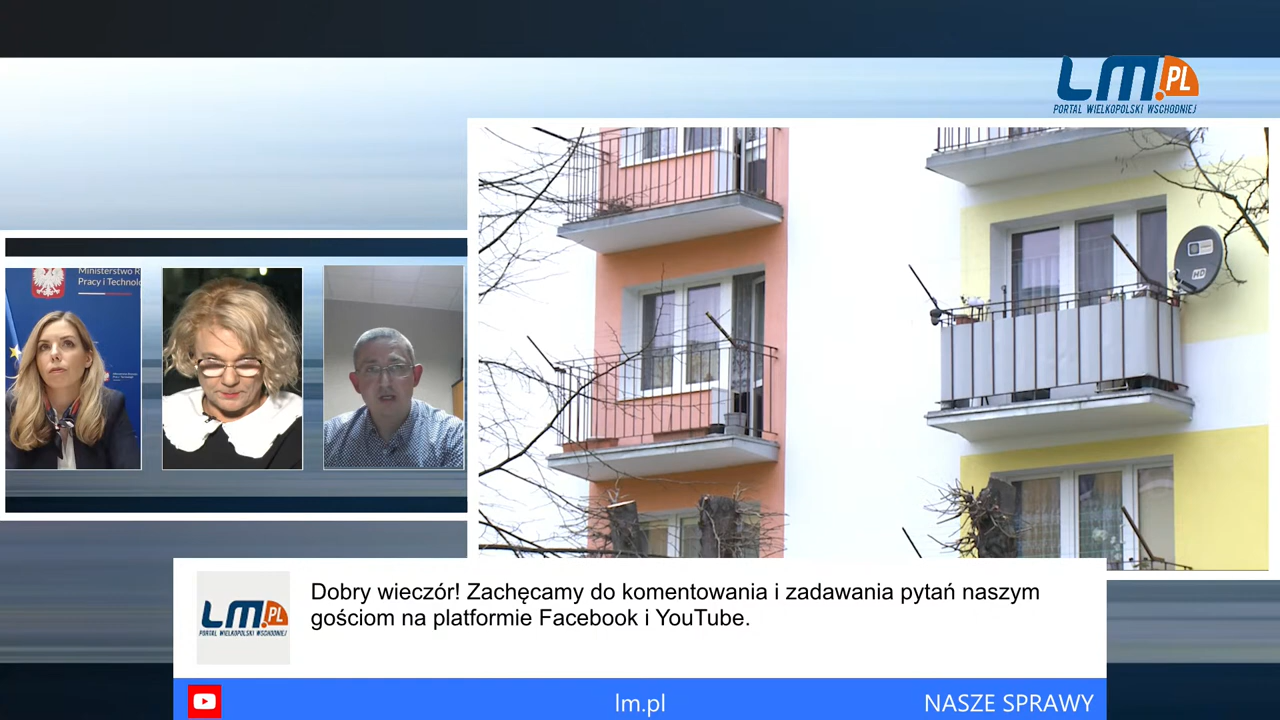 LM.PL
PORTAL WIELKOPOLSKI WSCHODNIEJ
Ministerstwo R
Pracy i Technolo
HD
LM.PL
PORTAL WIELKOPOLSKI WSCHODNIEJ
Dobry wieczór! Zachęcamy do komentowania i zadawania pytań naszym
gościom na platformie Facebook i YouTube.
lm.pl
NASZE SPRAWY